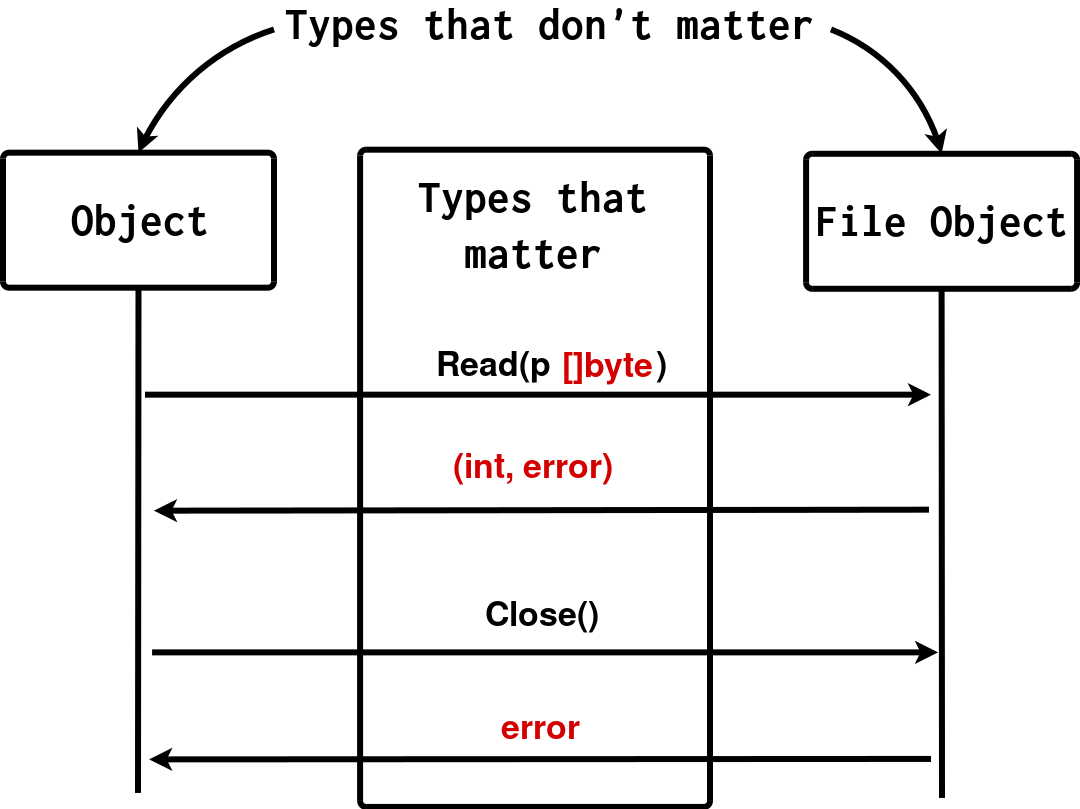 Types that don't matter
Object
Types that
matter
File Object
Read(p []byte)
(int, error)
Close()
error